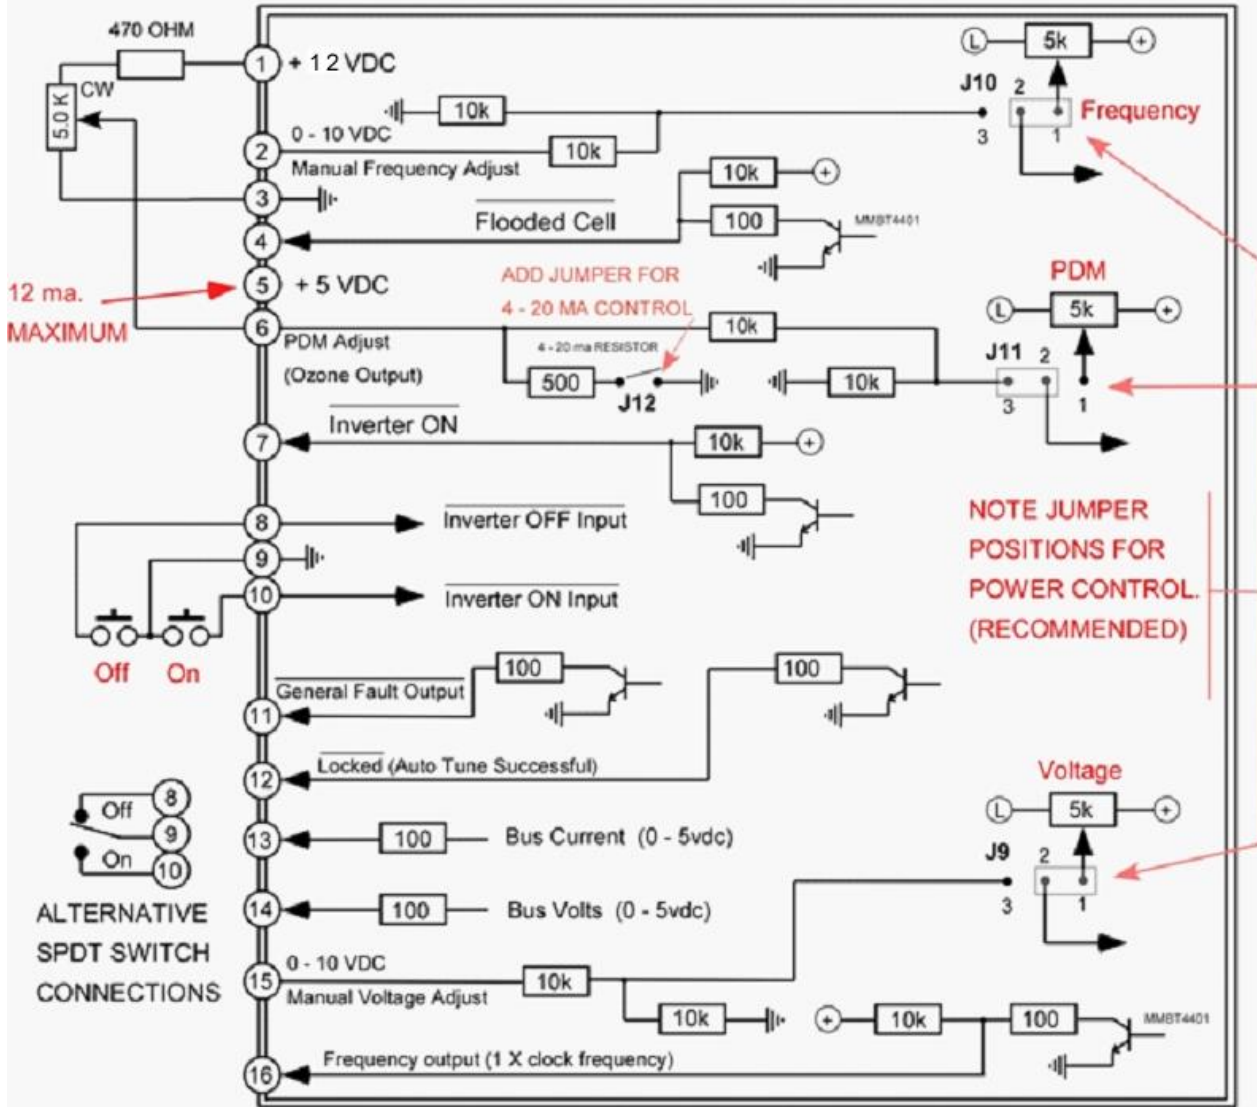 470 OHM
1
+ 12 VDC
CW
5.0 K
L
5k
+
J10
2
3
1
Frequency
10k
0 - 10 VDC
2
10k
Manual Frequency Adjust
10k
+
3
Flooded Cell
100
MMBT4401
4
5
+ 5 VDC
12 ma.
MAXIMUM
ADD JUMPER FOR
4 - 20 MA CONTROL
PDM
L
5k
+
6
PDM Adjust
(Ozone Output)
10k
4 - 20 ma RESISTOR
500
J12
10k
J11
2
3
1
Inverter ON
7
10k
+
100
8
Inverter OFF Input
9
10
Inverter ON Input
Off
On
NOTE JUMPER
POSITIONS FOR
POWER CONTROL.
(RECOMMENDED)
General Fault Output
100
100
11
Locked (Auto Tune Successful)
12
Voltage
L
5k
+
8
Off
9
On
10
13
100
Bus Current (0 - 5vdc)
J9
2
3
1
ALTERNATIVE
SPDT SWITCH
CONNECTIONS
14
100
Bus Volts (0 - 5vdc)
0 - 10 VDC
15
10k
Manual Voltage Adjust
10k
+
10k
100
MMBT4401
Frequency output (1 X clock frequency)
16